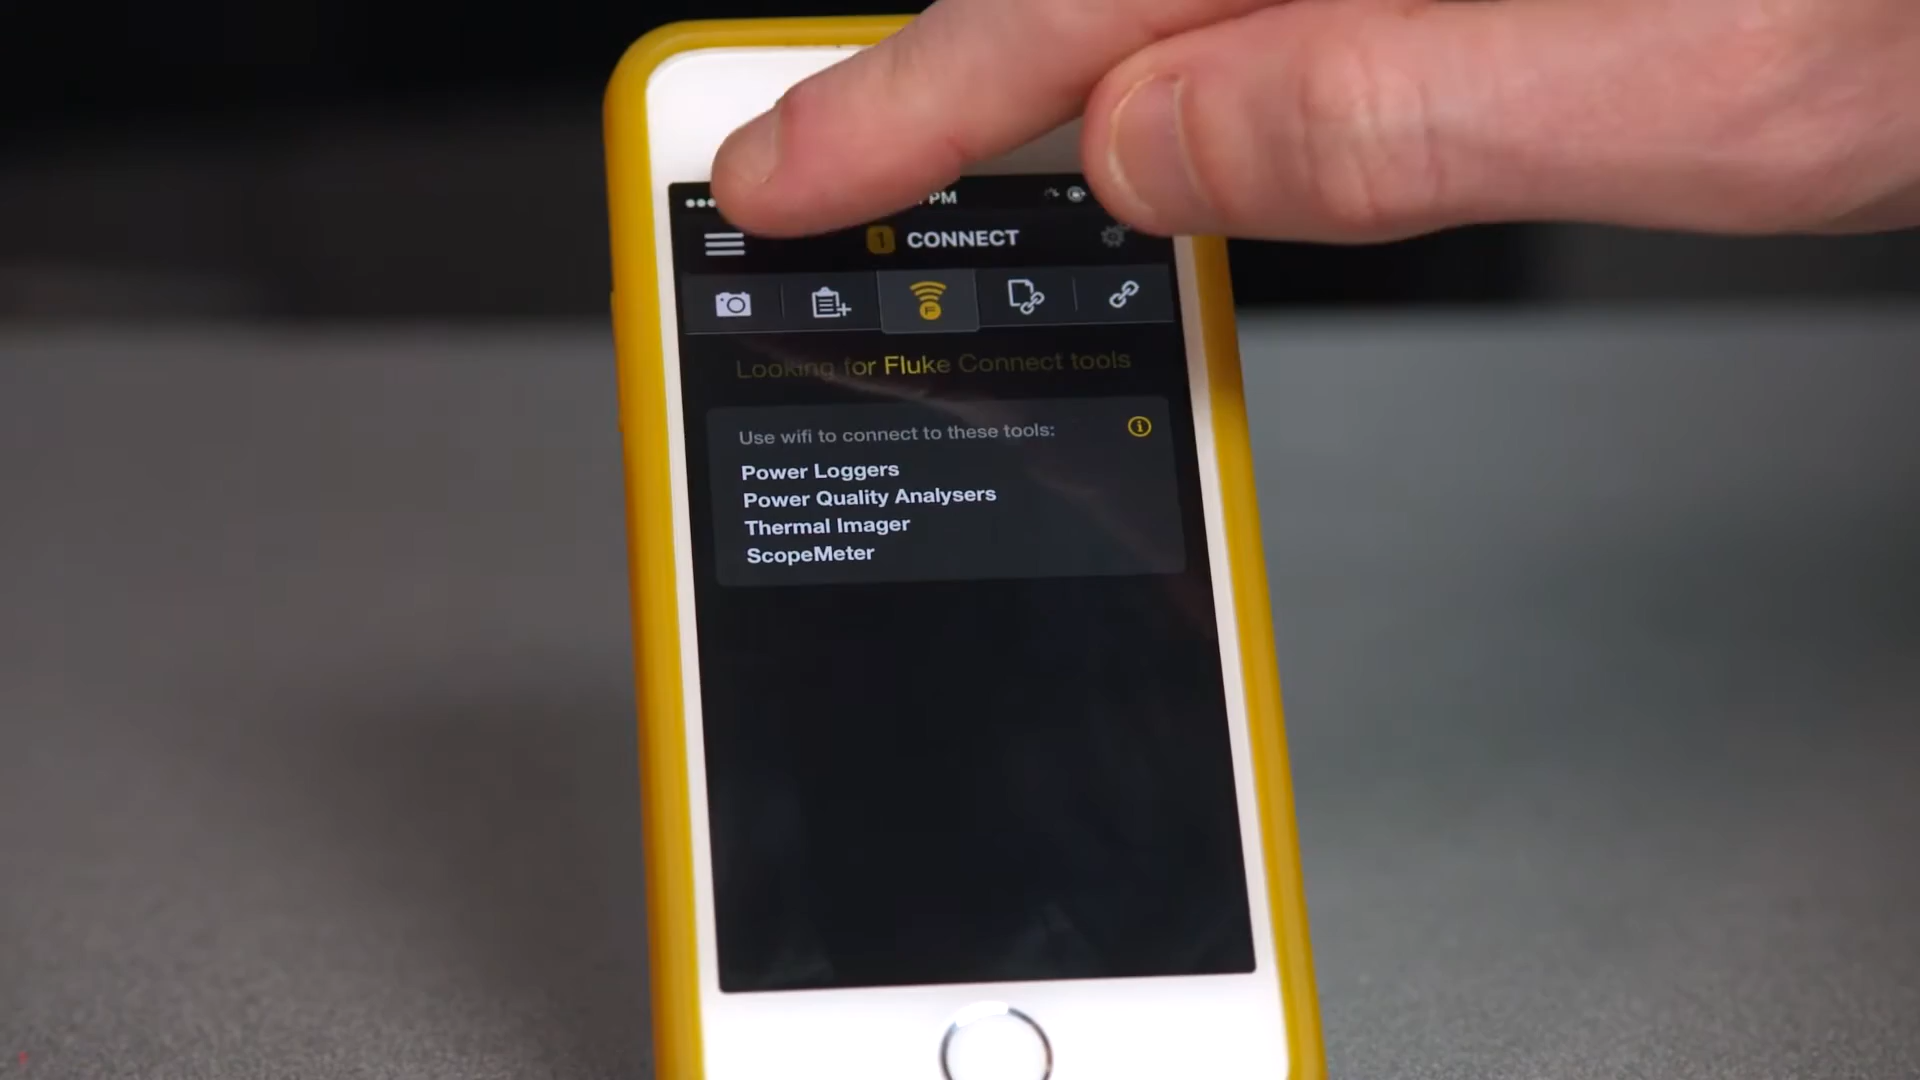 PM
1 CONNECT
F
Looking for Fluke Connect tools
Use wifi to connect to these tools:
Power Loggers
Power Quality Analysers
Thermal Imager
ScopeMeter